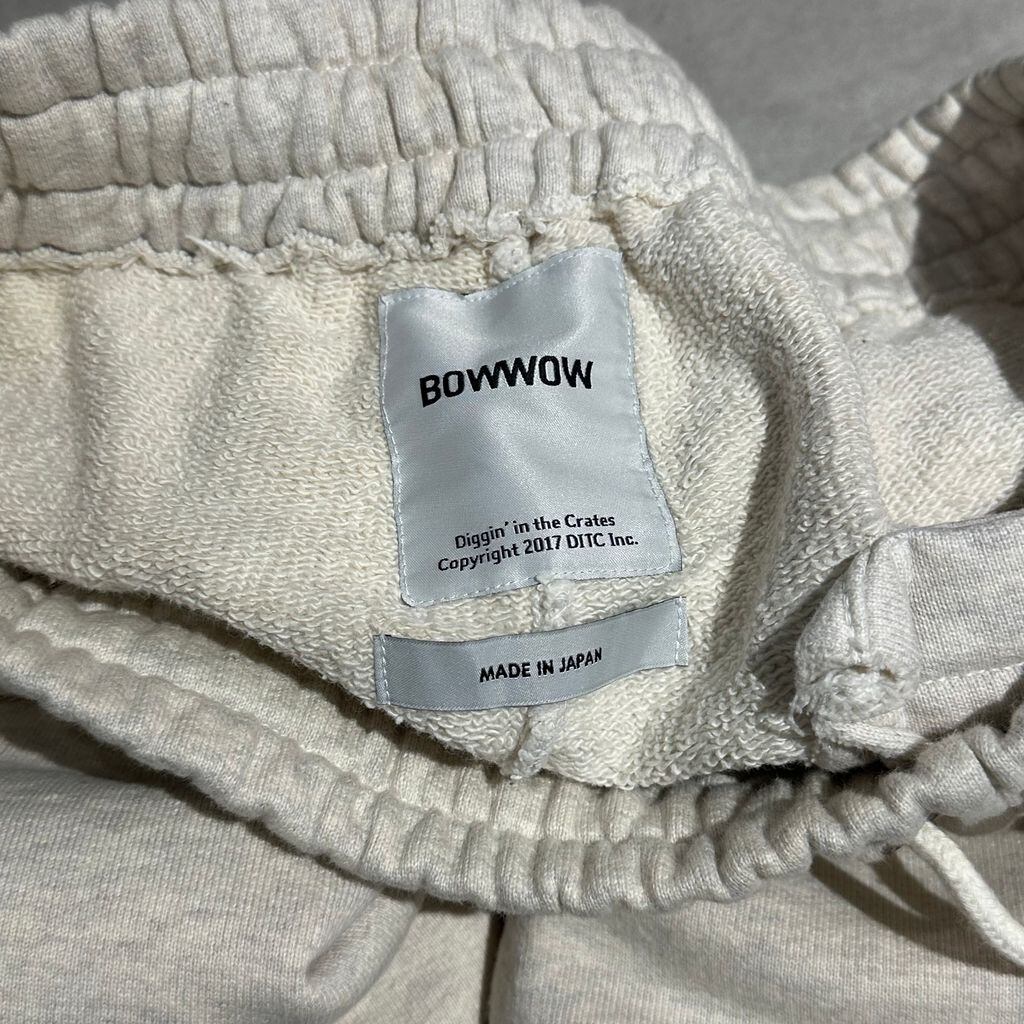 BOWWOW
Diggin' in the Crates
Copyright 2017 DITC Inc.
MADE IN JAPAN